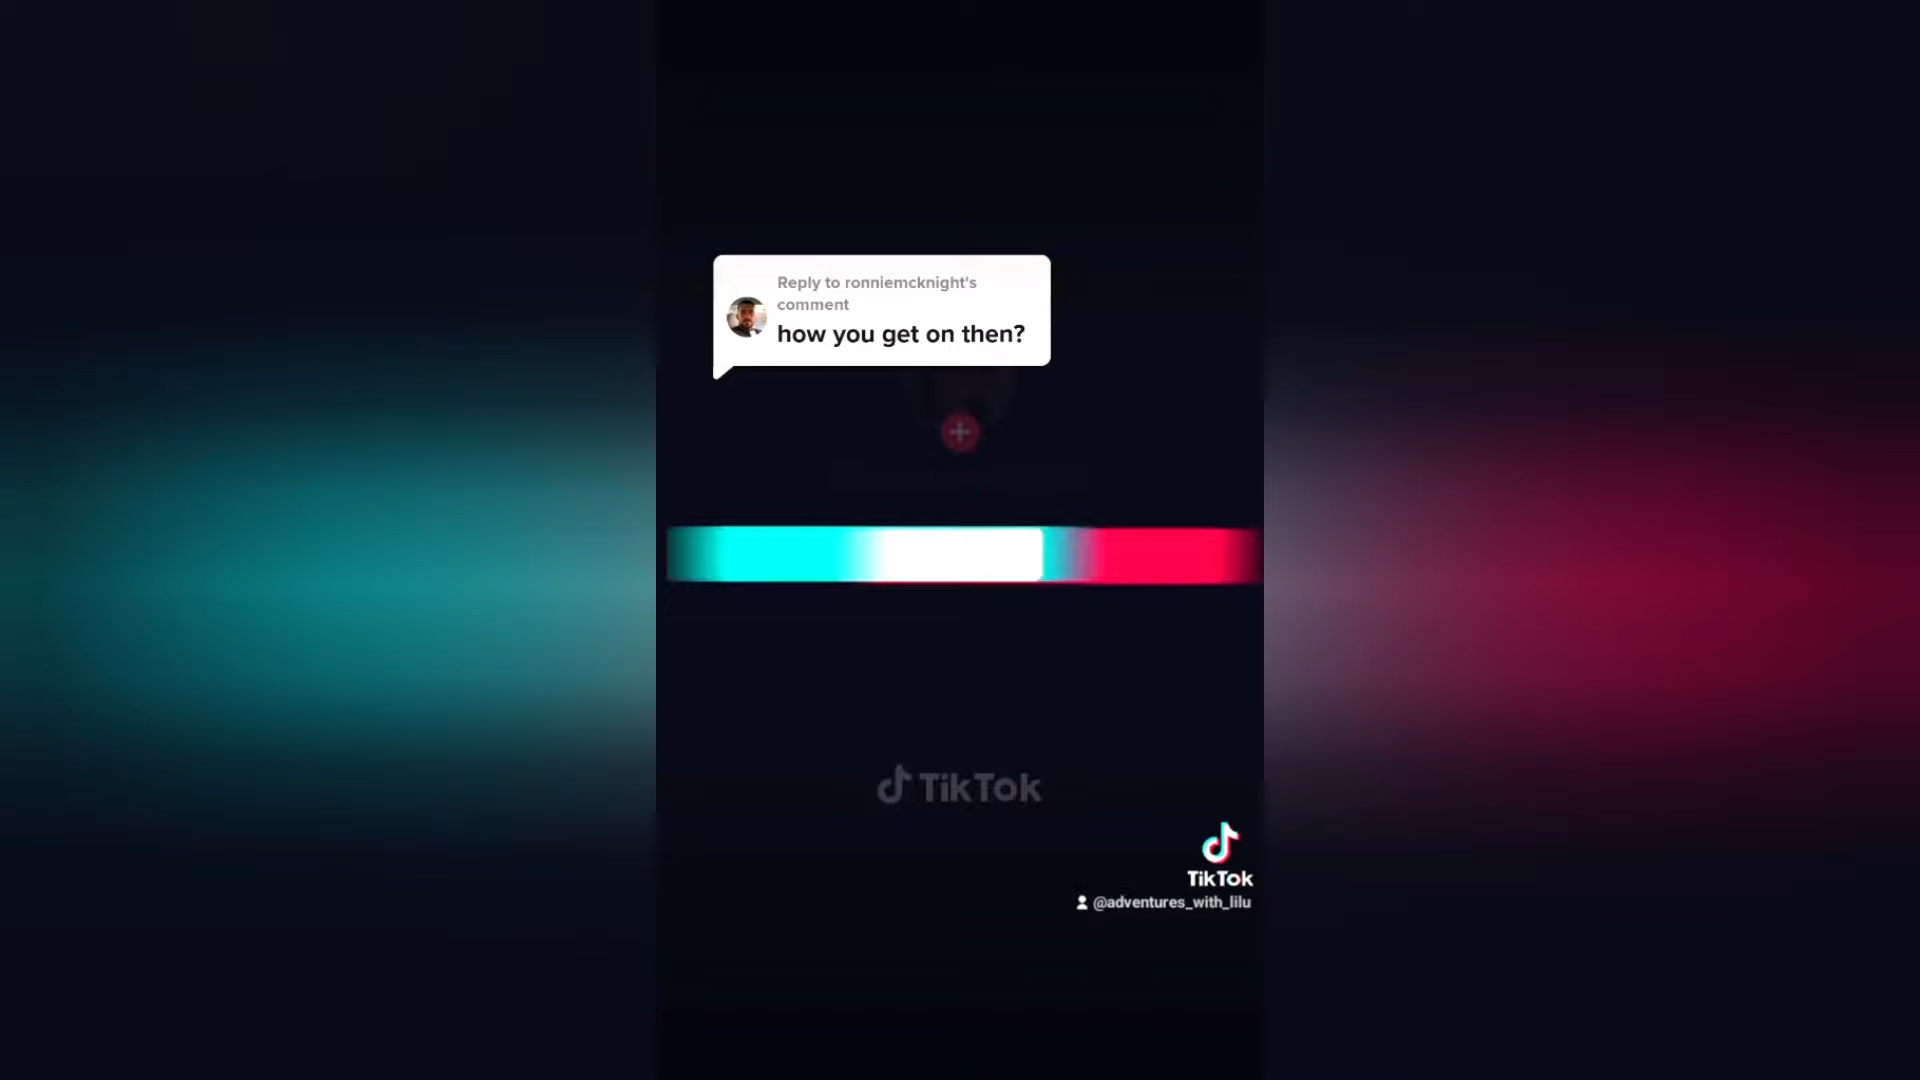 Reply to ronniemcknight's
comment
how you get on then?
TikTok
TikTok
@adventures_with_lilu